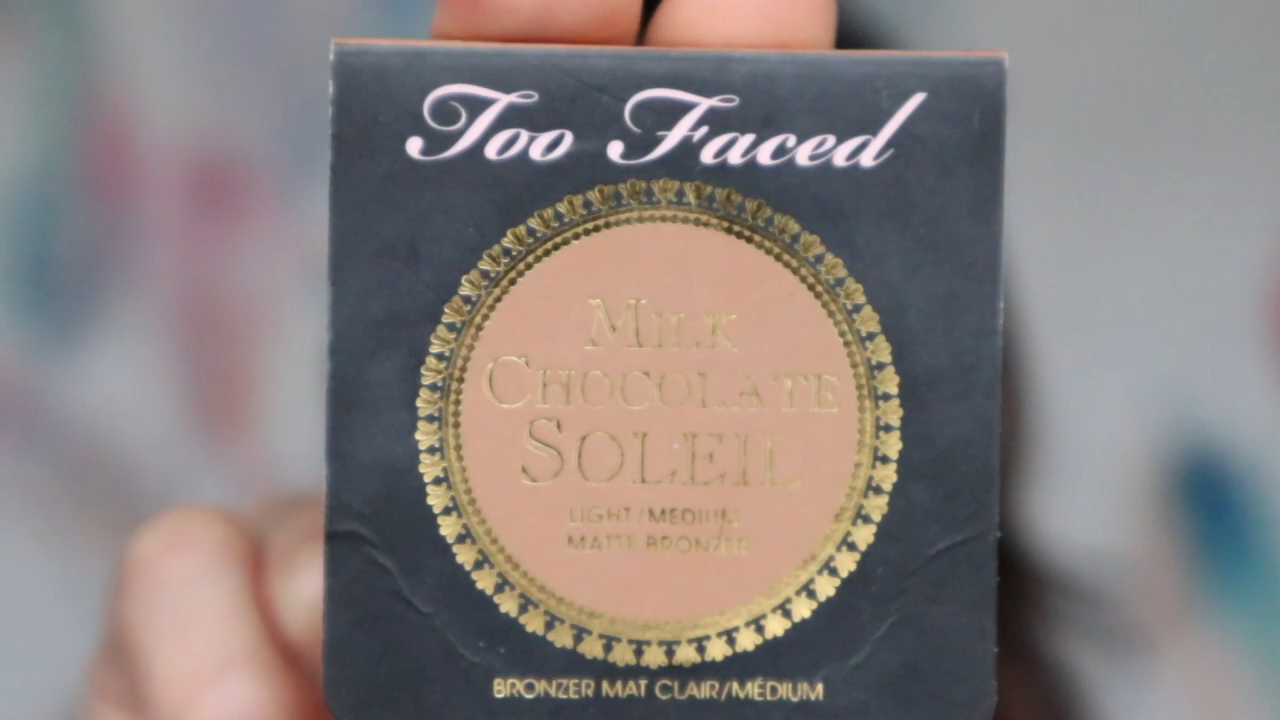 Too Faced
MILK
CHOCOLATE
SOLEIL
LIGHT/MEDIUM
MATTE BRONZER
BRONZER MAT CLAIR/MÉDIUM